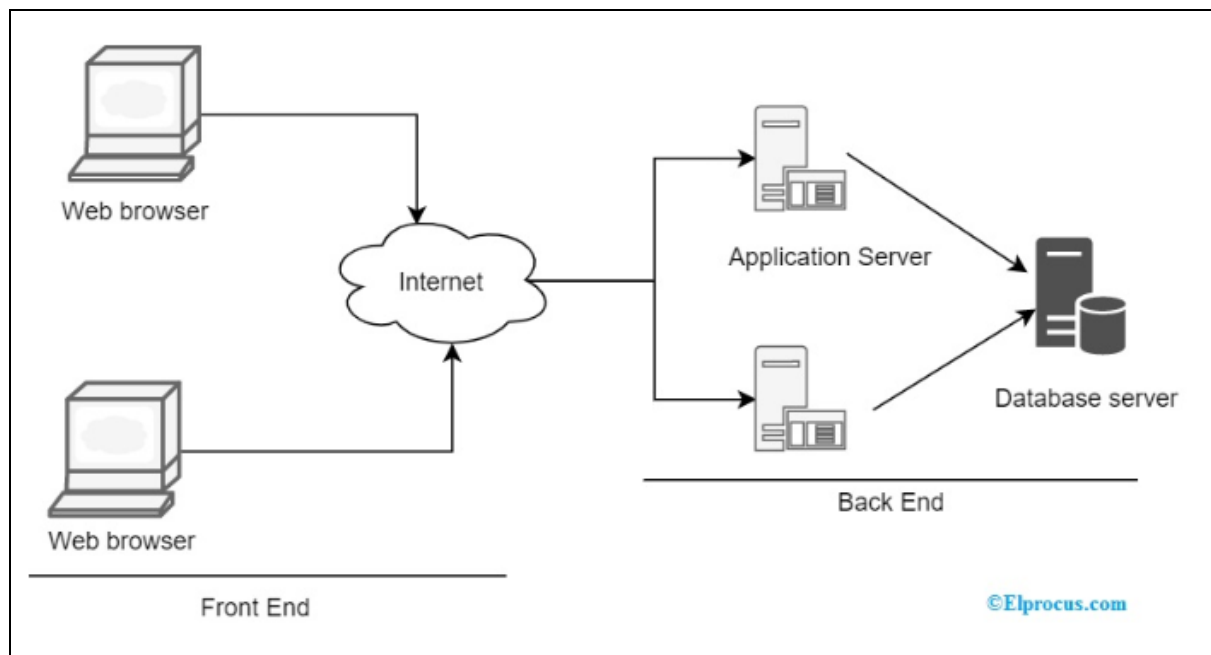 Web browser
Internet
Application Server
Database server
Web browser
Back End
Front End
©Elprocus.com